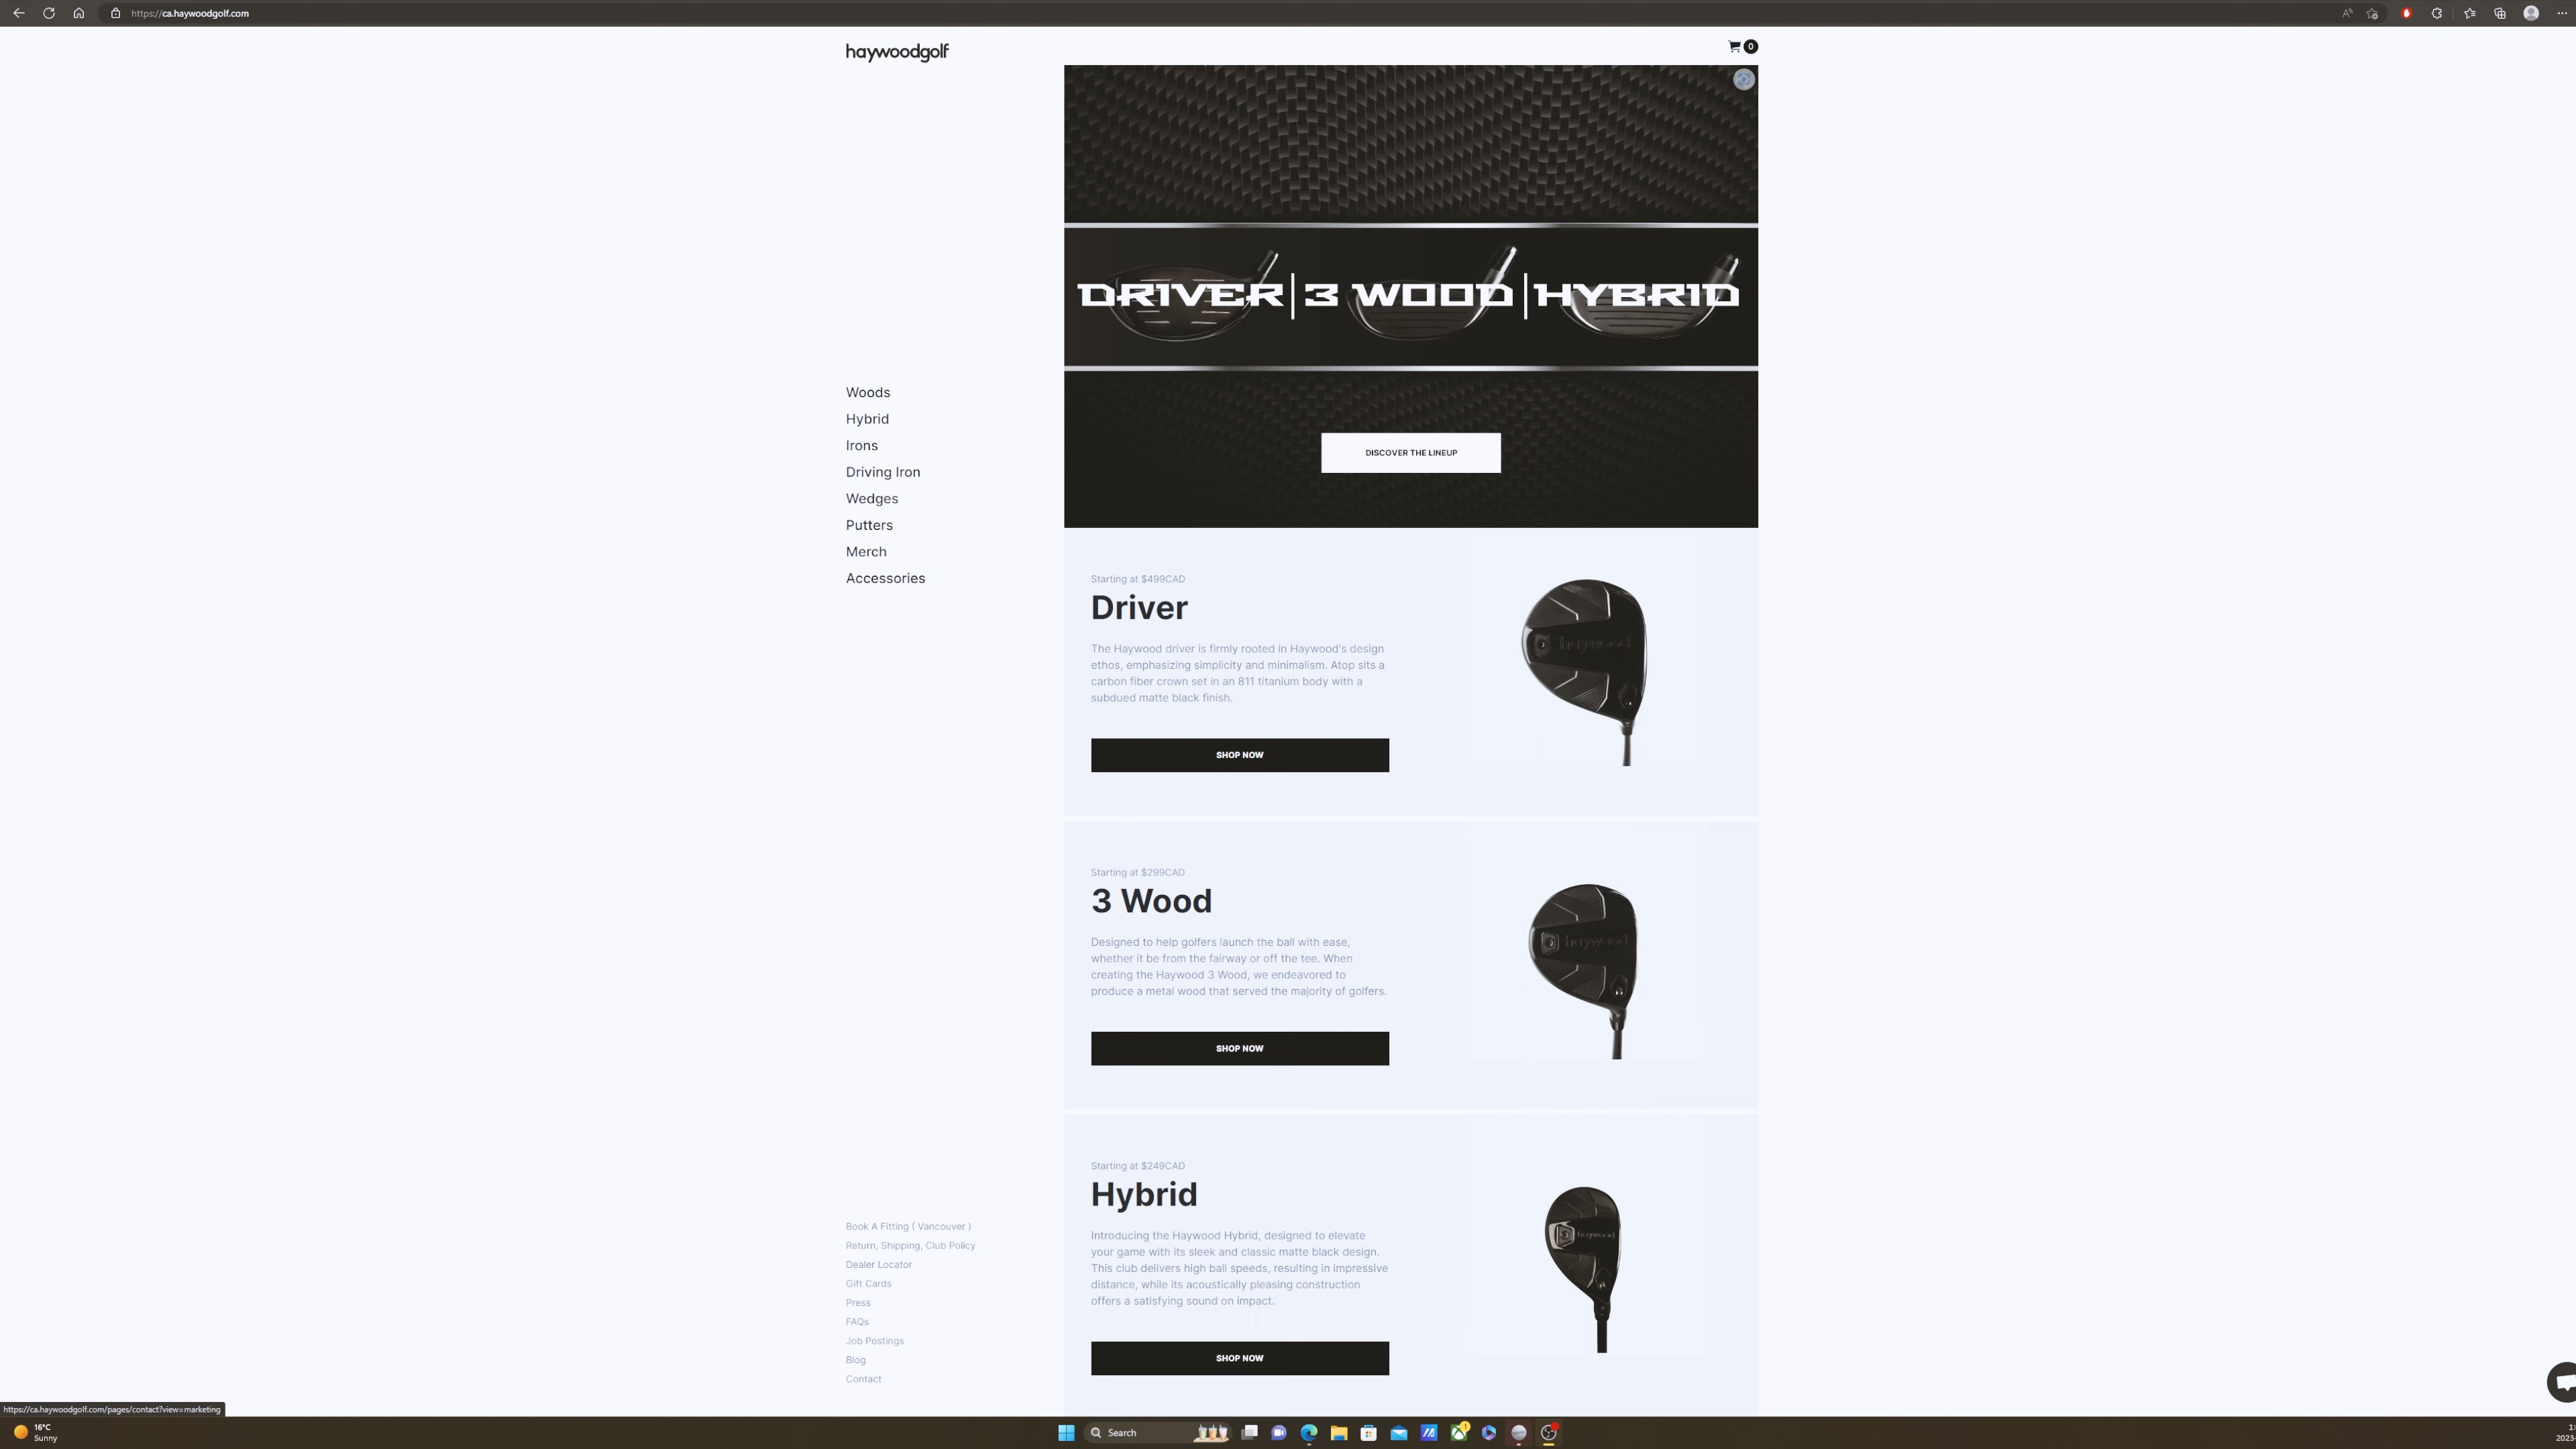 https://ca.haywoodgolf.com
haywoodgolf
0
DRIVER|3 WOOD|HYBRID
DISCOVER THE LINEUP
Woods
Hybrid
Irons
Driving Iron
Wedges
Putters
Merch
Accessories
Starting at $499CAD
Driver
The Haywood driver is firmly rooted in Haywood's design
ethos, emphasizing simplicity and minimalism. Atop sits a
carbon fiber crown set in an 811 titanium body with a
subdued matte black finish.
SHOP NOW
haywood
Starting at $299CAD
3 Wood
Designed to help golfers launch the ball with ease,
whether it be from the fairway or off the tee. When
creating the Haywood 3 Wood, we endeavored to
produce a metal wood that served the majority of golfers.
SHOP NOW
haywood
Starting at $249CAD
Hybrid
Introducing the Haywood Hybrid, designed to elevate
your game with its sleek and classic matte black design.
This club delivers high ball speeds, resulting in impressive
distance, while its acoustically pleasing construction
offers a satisfying sound on impact.
SHOP NOW
haywood
Book A Fitting ( Vancouver )
Return, Shipping, Club Policy
Dealer Locator
Gift Cards
Press
FAQs
Job Postings
Blog
Contact
https://ca.haywoodgolf.com/pages/contact?view=marketing
16°C
Sunny
Search
1
2023